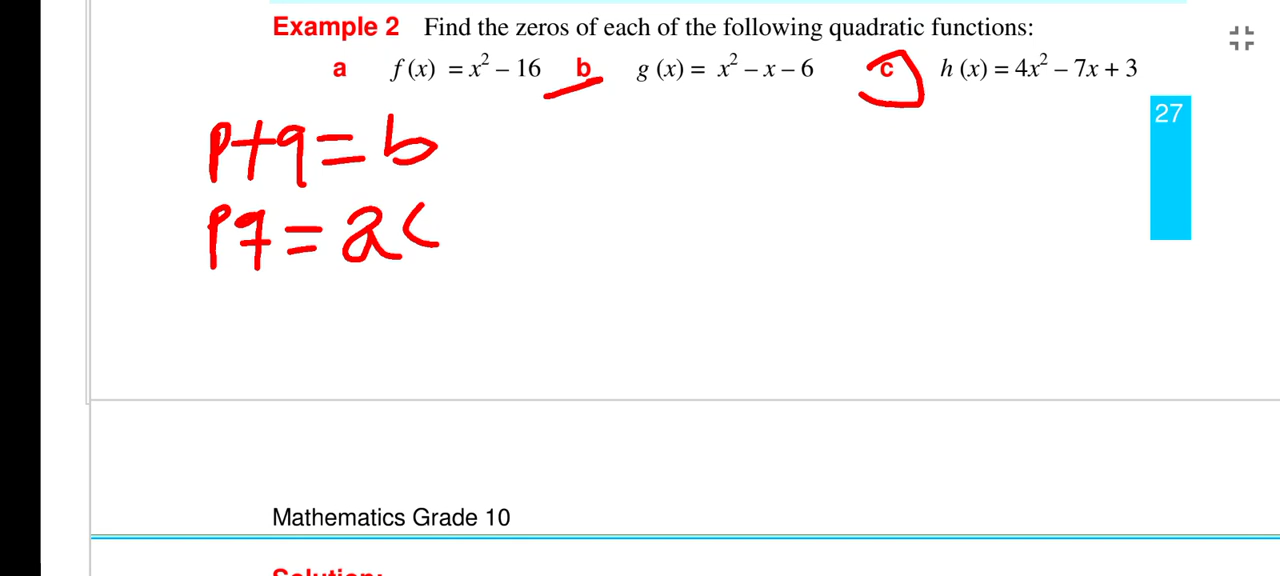 Example 2 Find the zeros of each of the following quadratic functions:
a f (x) = x² – 16 b g (x) = x² – x – 6 c h (x) = 4x² – 7x + 3
27
p+q=b
pq=ac
Mathematics Grade 10
Solution: